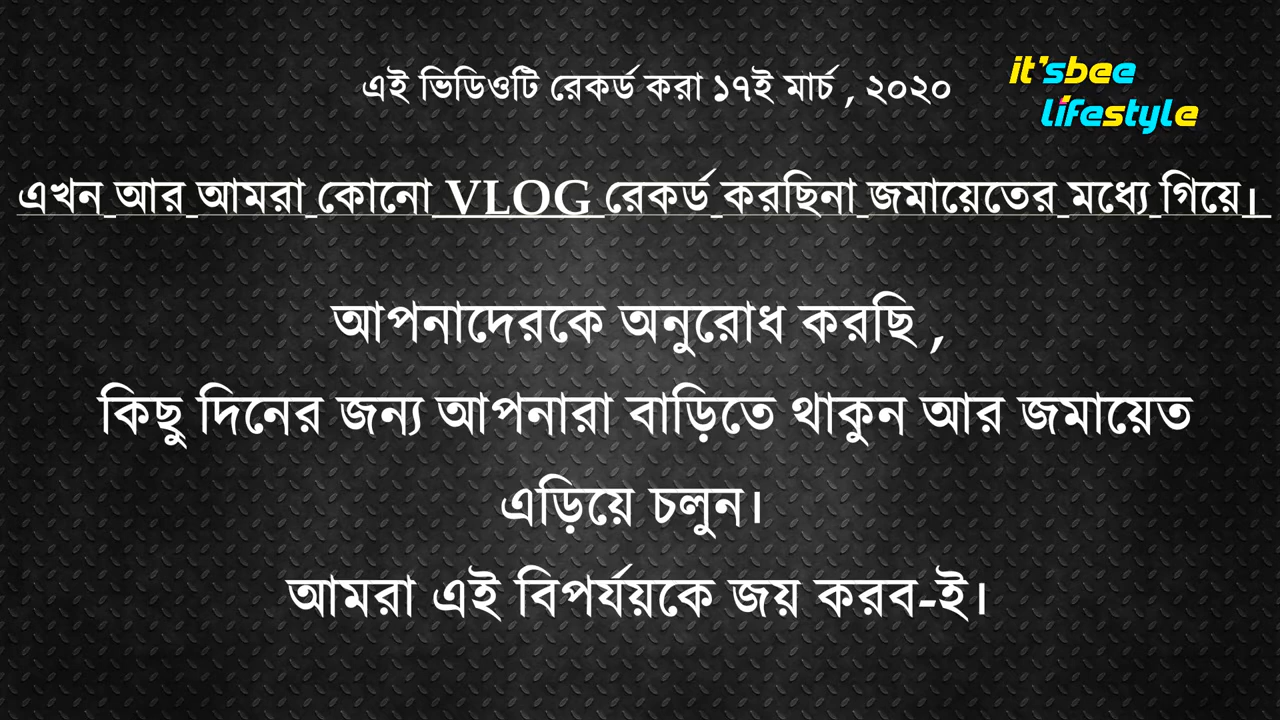 এই ভিডিওটি রেকর্ড করা ১৭ই মার্চ , ২০২০
it'sbee
lifestyle
এখন আর আমরা কোনো VLOG রেকর্ড করছিনা জমায়েতের মধ্যে গিয়ে।
আপনাদেরকে অনুরোধ করছি ,
কিছু দিনের জন্য আপনারা বাড়িতে থাকুন আর জমায়েত
এড়িয়ে চলুন।
আমরা এই বিপর্যয়কে জয় করব-ই।